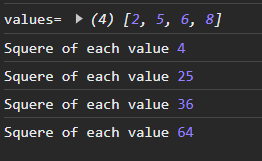 values= ▶ (4) [2, 5, 6, 8]
Squere of each value 4
Squere of each value 25
Squere of each value 36
Squere of each value 64